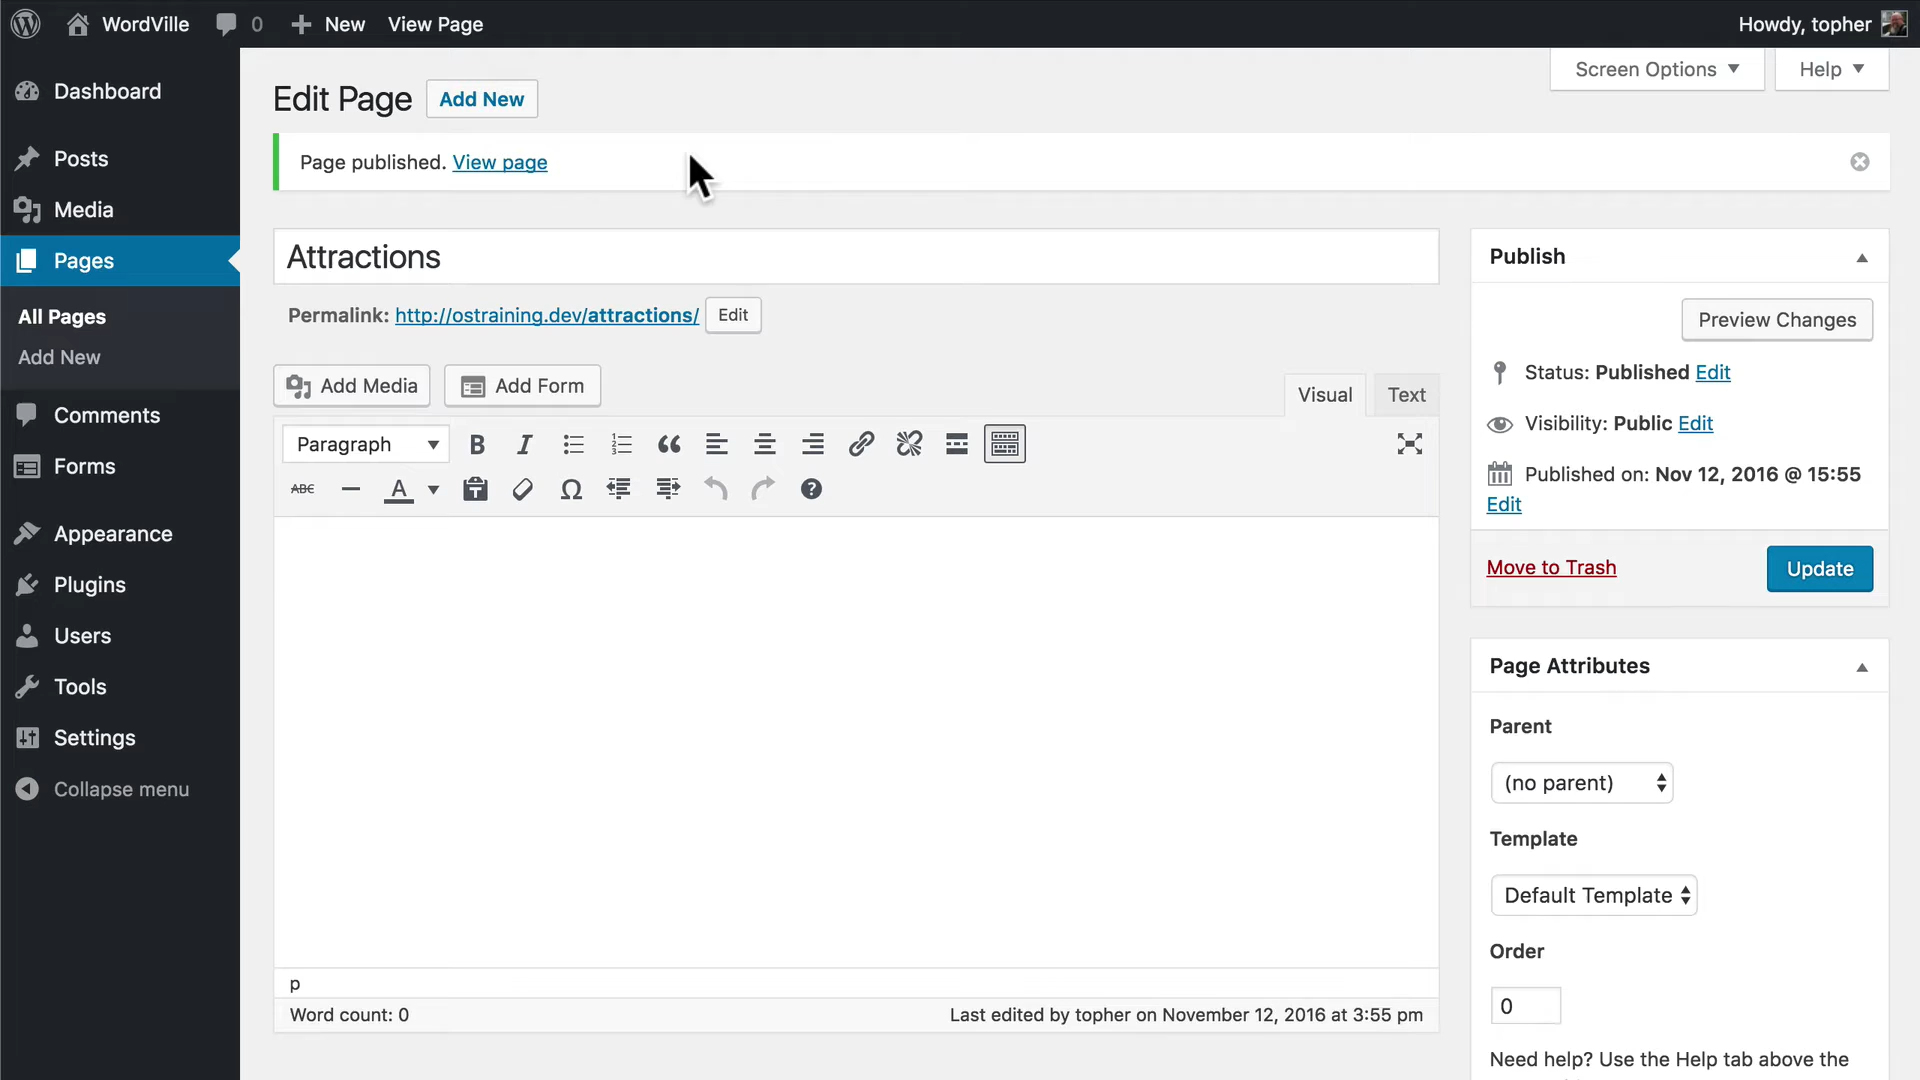 WordVille 0 New View Page Howdy, topher
Screen Options Help
Dashboard
Posts
Media
Pages
All Pages
Add New
Comments
Forms
Appearance
Plugins
Users
Tools
Settings
Collapse menu
Edit Page Add New
Page published. View page
Attractions
Permalink: http://ostraining.dev/attractions/ Edit
Add Media Add Form Visual Text
Paragraph B I
ABC A Ω
p
Word count: 0 Last edited by topher on November 12, 2016 at 3:55 pm
Publish
Preview Changes
Status: Published Edit
Visibility: Public Edit
Published on: Nov 12, 2016 @ 15:55
Edit
Move to Trash Update
Page Attributes
Parent
(no parent)
Template
Default Template
Order
0
Need help? Use the Help tab above the